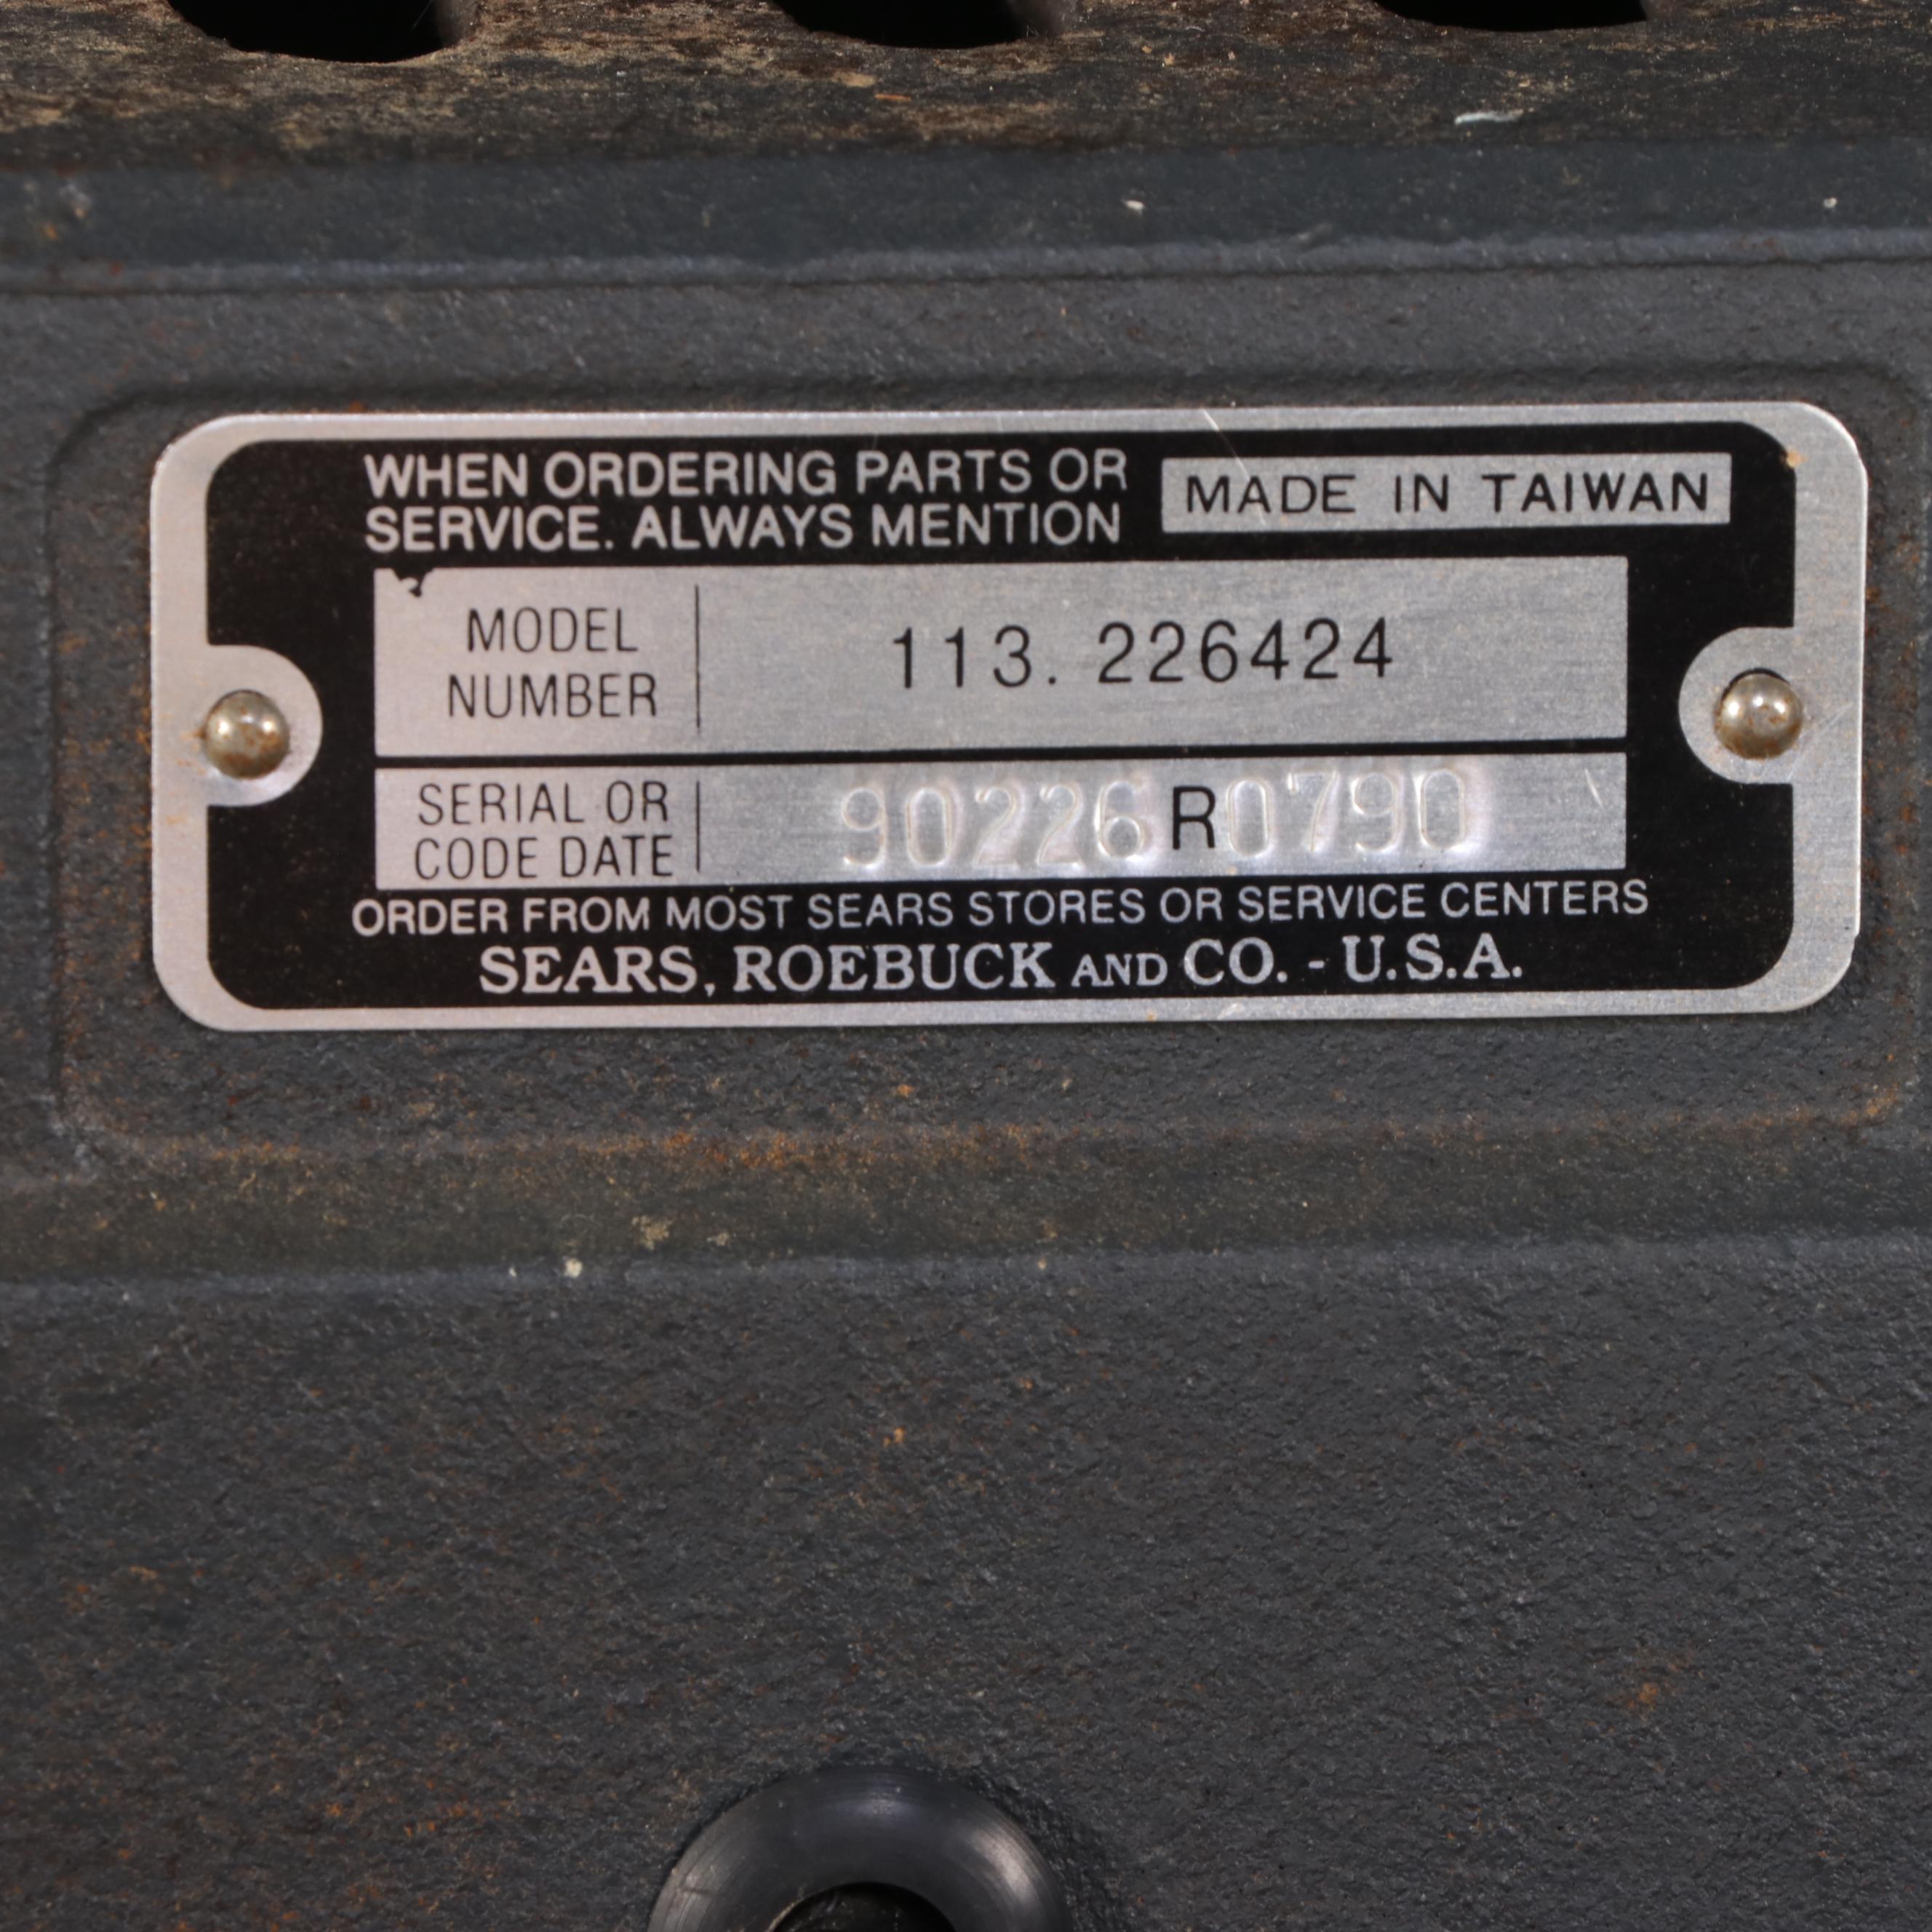 WHEN ORDERING PARTS OR
SERVICE. ALWAYS MENTION
MADE IN TAIWAN
MODEL
NUMBER
113. 226424
SERIAL OR
CODE DATE
90226 R0790
ORDER FROM MOST SEARS STORES OR SERVICE CENTERS
SEARS, ROEBUCK AND CO. - U.S.A.